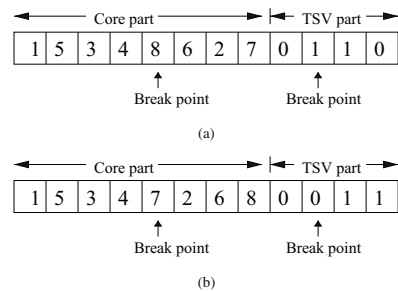 Core part TSV part
1 5 3 4 8 6 2 7 0 1 1 0
Break point Break point
(a)
Core part TSV part
1 5 3 4 7 2 6 8 0 0 1 1
Break point Break point
(b)